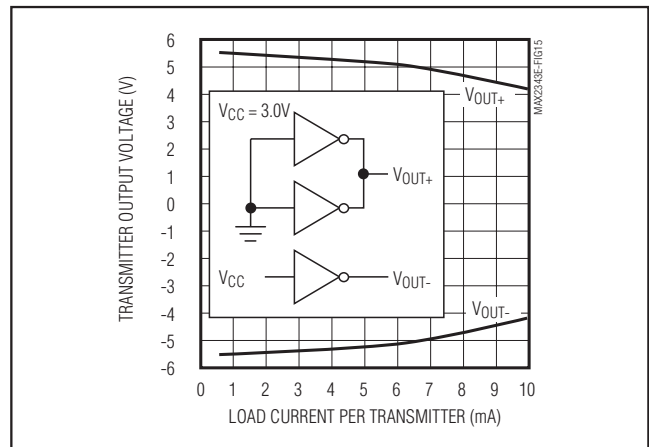 TRANSMITTER OUTPUT VOLTAGE (V)
6
5
4
3
2
1
0
-1
-2
-3
-4
-5
-6
VCC = 3.0V
VOUT+
VCC
VOUT-
VOUT+
VOUT-
MAX2343E-FIG15
0 1 2 3 4 5 6 7 8 9 10
LOAD CURRENT PER TRANSMITTER (mA)